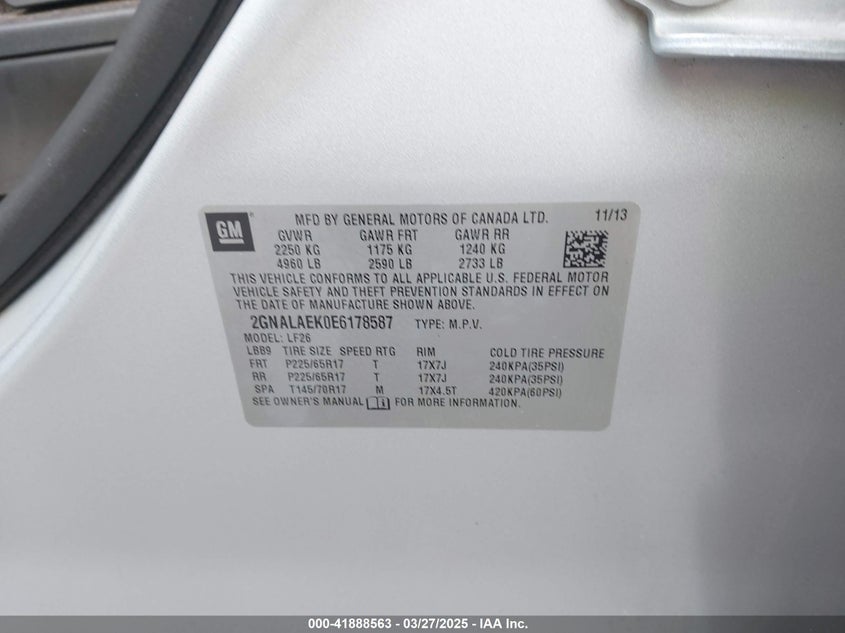 GM ® MFD BY GENERAL MOTORS OF CANADA LTD. 11/13
GVWR GAWR FRT GAWR RR
2250 KG 1175 KG 1240 KG
4960 LB 2590 LB 2733 LB
THIS VEHICLE CONFORMS TO ALL APPLICABLE U.S. FEDERAL MOTOR
VEHICLE SAFETY AND THEFT PREVENTION STANDARDS IN EFFECT ON
THE DATE OF MANUFACTURE SHOWN ABOVE.
2GNALAEK0E6178587 TYPE: M.P.V.
MODEL: LF26
LBB9 TIRE SIZE SPEED RTG RIM COLD TIRE PRESSURE
FRT P225/65R17 T 17X7J 240KPA(35PSI)
RR P225/65R17 T 17X7J 240KPA(35PSI)
SPA T145/70R17 M 17X4.5T 420KPA(60PSI)
SEE OWNER'S MANUAL FOR MORE INFORMATION.
000-41888563 — 03/27/2025 — IAA Inc.